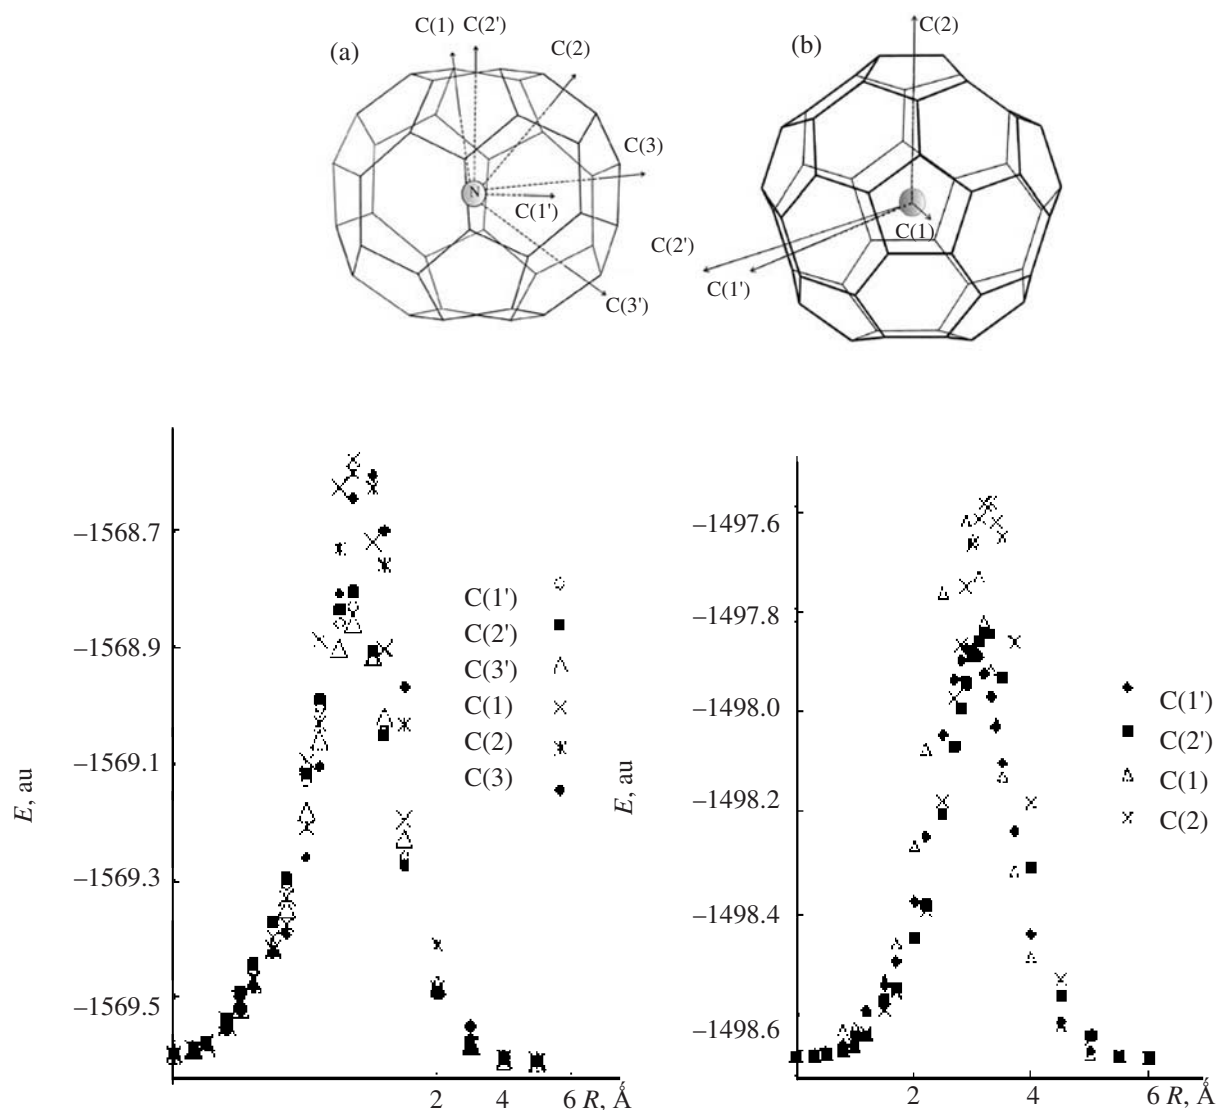 (a)
C(1)
C(2')
C(2)
C(3)
N
C(1')
C(3')
(b)
C(2)
C(1)
C(2')
C(1')
E, au
−1568.7
−1568.9
−1569.1
−1569.3
−1569.5
C(1')
C(2')
C(3')
C(1)
C(2)
C(3)
2 4 6 R, Å
E, au
−1497.6
−1497.8
−1498.0
−1498.2
−1498.4
−1498.6
C(1')
C(2')
C(1)
C(2)
2 4 6 R, Å